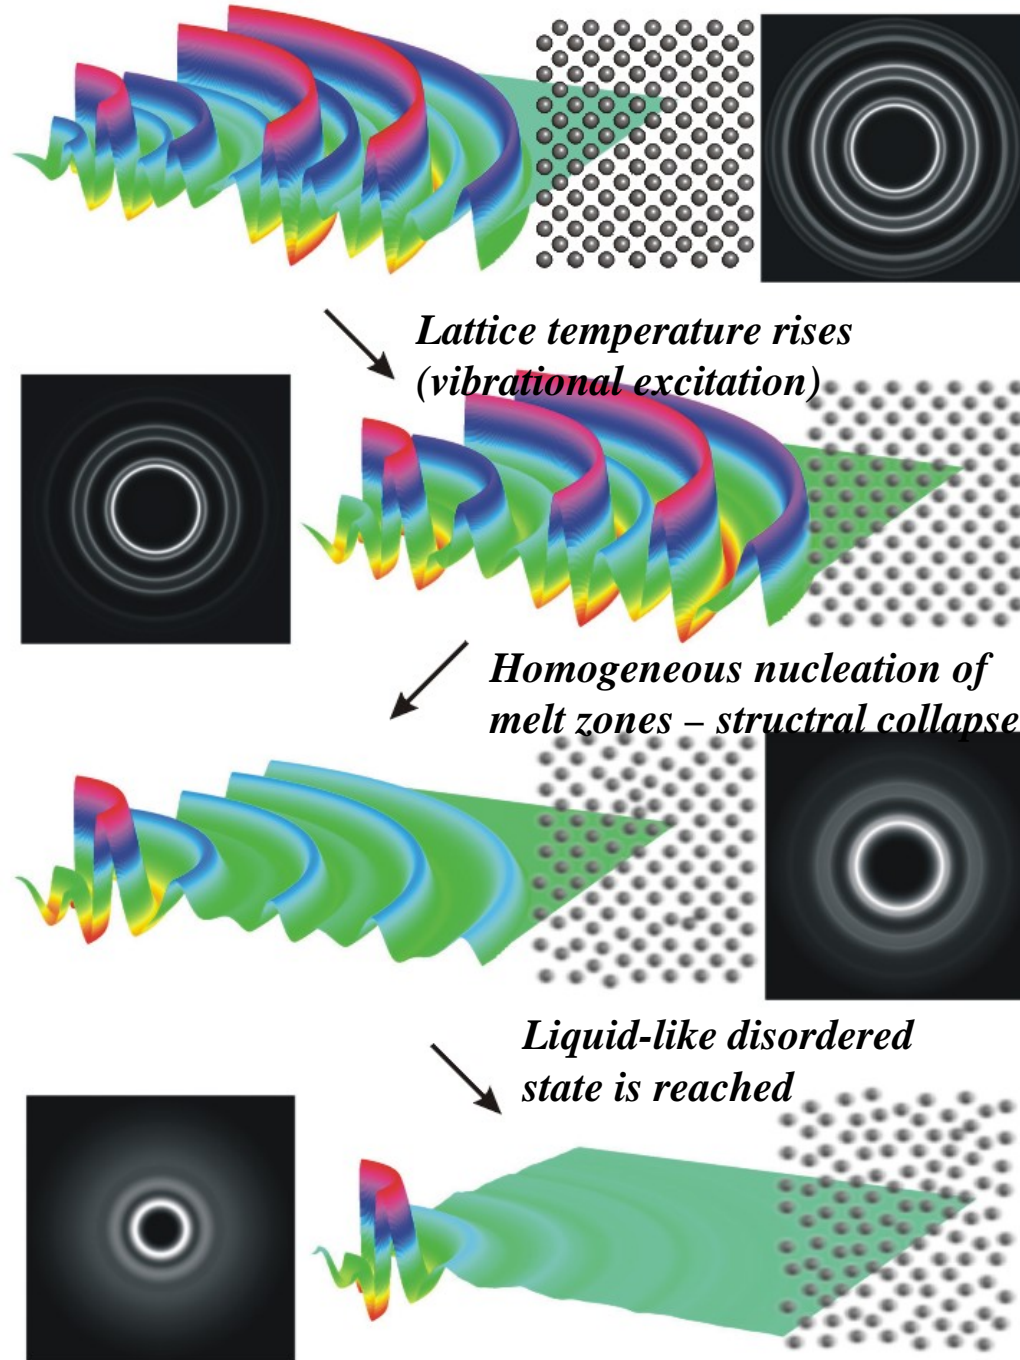 Lattice temperature rises
(vibrational excitation)
Homogeneous nucleation of
melt zones – structral collapse
Liquid-like disordered
state is reached